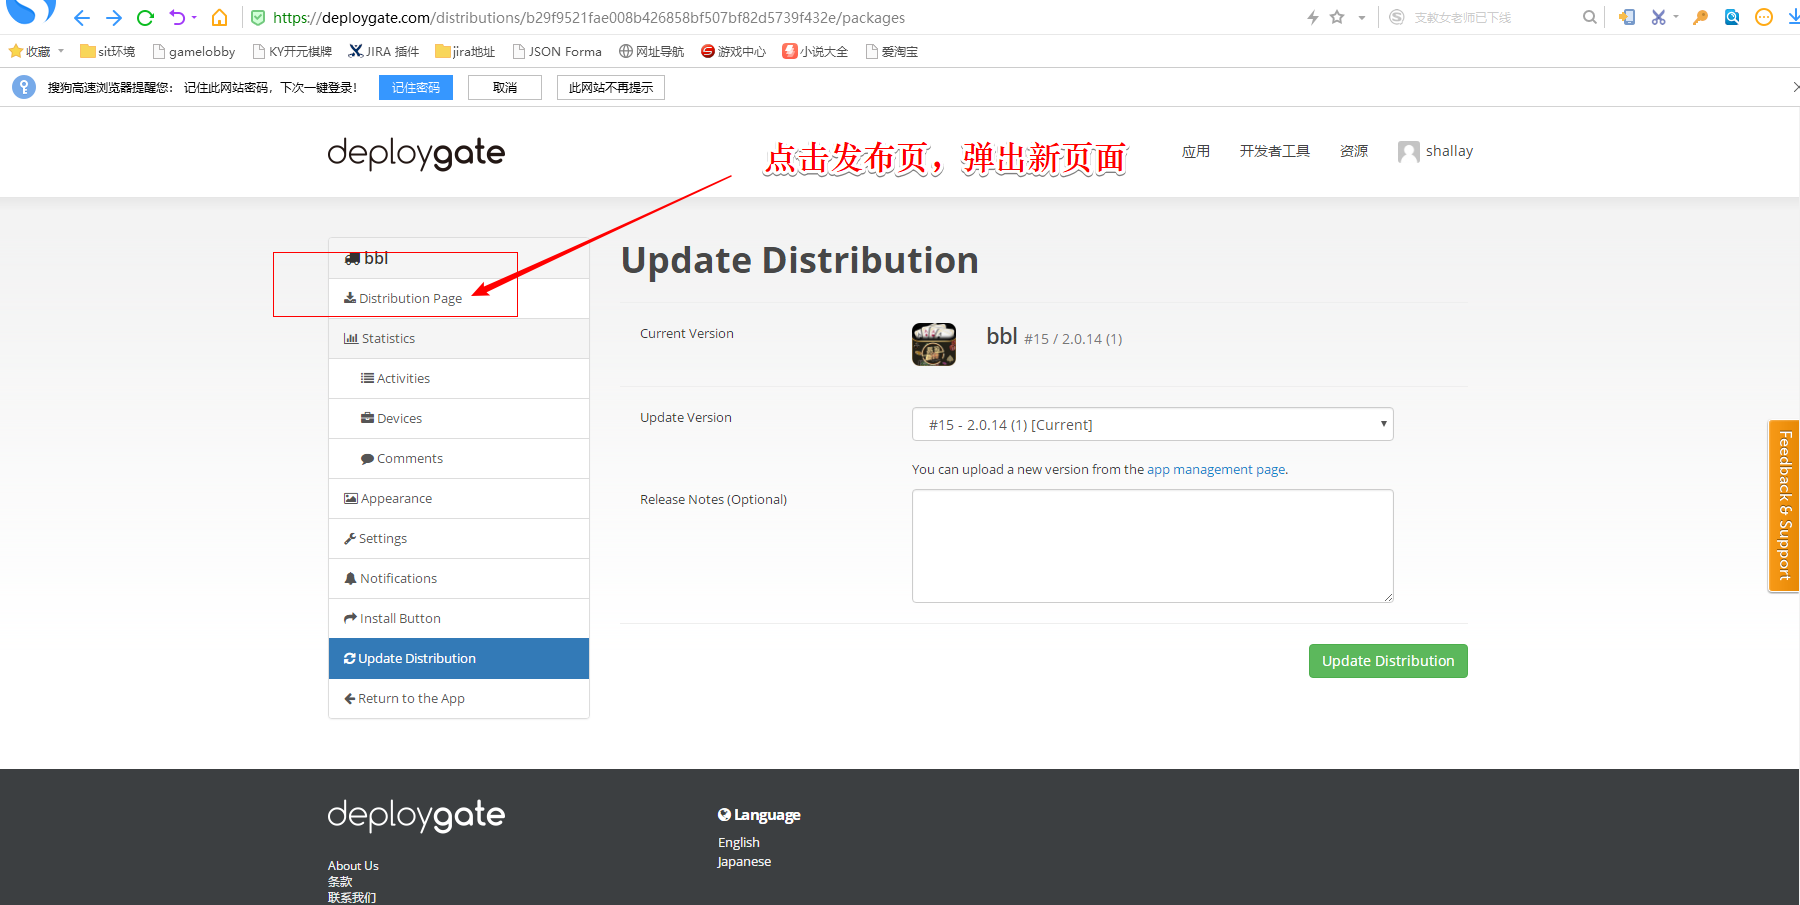 https://deploygate.com/distributions/b29f9521fae008b426858bf507bf82d5739f432e/packages
支教女老师已下线
收藏 sit环境 gamelobby KY开元棋牌 JIRA 插件 jira地址 JSON Forma 网址导航 游戏中心 小说大全 爱淘宝
搜狗高速浏览器提醒您： 记住此网站密码，下次一键登录！ 记住密码 取消 此网站不再提示
deploygate
点击发布页，弹出新页面
应用 开发者工具 资源 shallay
bbl
Distribution Page
Statistics
Activities
Devices
Comments
Appearance
Settings
Notifications
Install Button
Update Distribution
Return to the App
Update Distribution
Current Version
bbl #15 / 2.0.14 (1)
Update Version
#15 - 2.0.14 (1) [Current]
You can upload a new version from the app management page.
Release Notes (Optional)
Update Distribution
Feedback & Support
deploygate
About Us
条款
联系我们
Language
English
Japanese